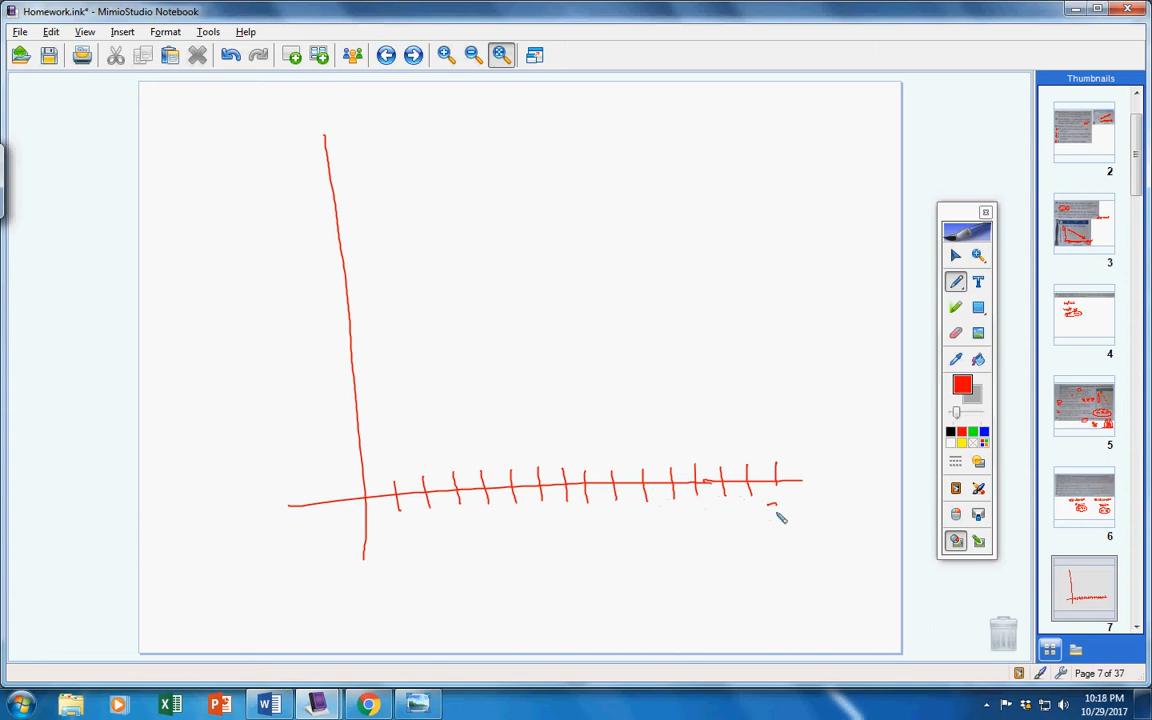 Homework.ink* - MimioStudio Notebook
File Edit View Insert Format Tools Help
Thumbnails
2
3
4
5
6
7
T
Page 7 of 37
10:18 PM
10/29/2017